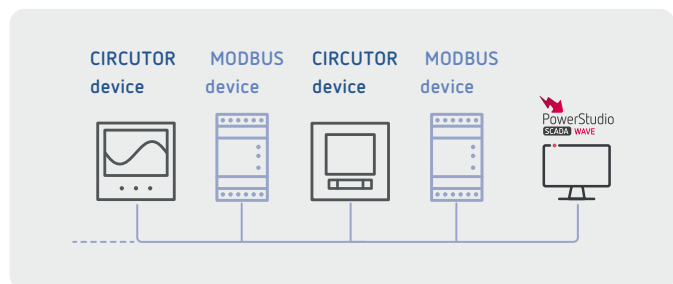 CIRCUTOR MODBUS CIRCUTOR MODBUS
device device device device
PowerStudio
SCADA WAVE